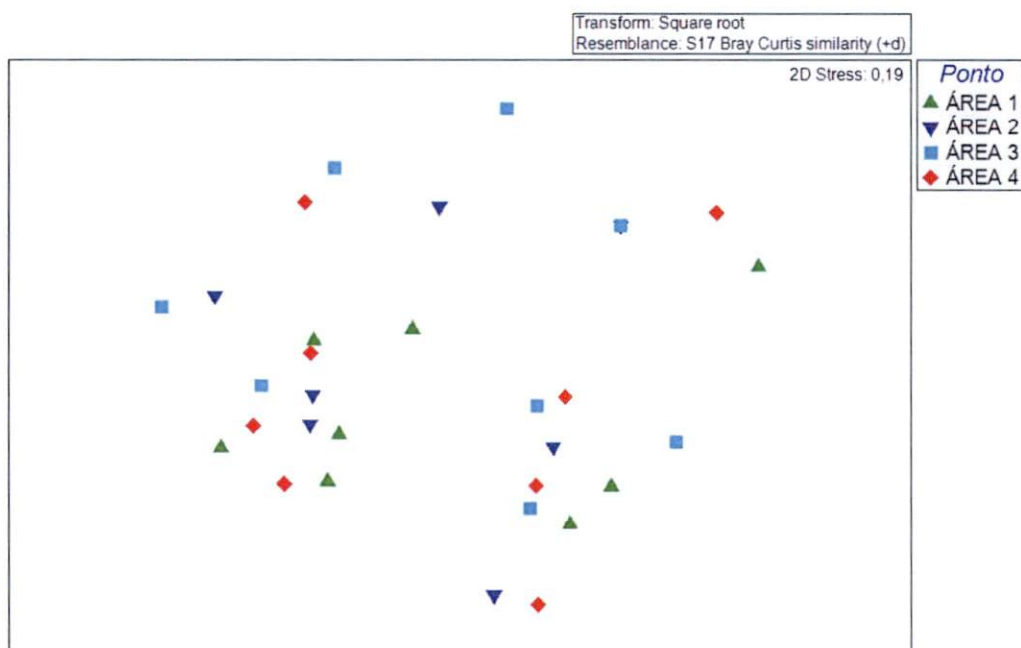 Transform: Square root
Resemblance: S17 Bray Curtis similarity (+d)
2D Stress: 0,19
Ponto
ÁREA 1
ÁREA 2
ÁREA 3
ÁREA 4